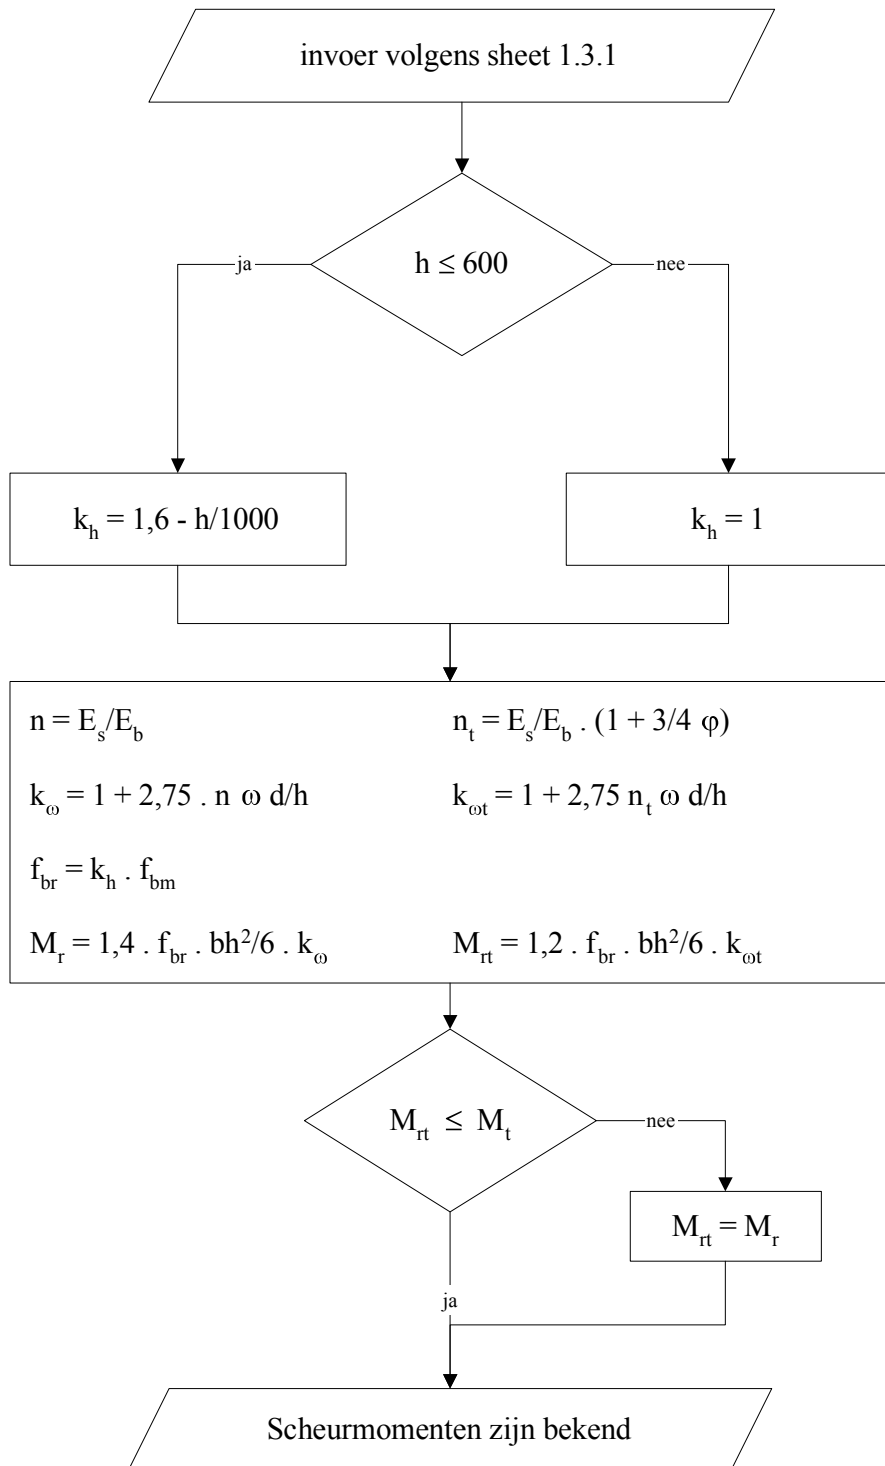 invoer volgens sheet 1.3.1
h ≤ 600
ja
nee
k_h = 1,6 - h/1000
k_h = 1
n = E_s/E_b
n_t = E_s/E_b . (1 + 3/4 φ)
k_ω = 1 + 2,75 . n ω d/h
k_ωt = 1 + 2,75 n_t ω d/h
f_br = k_h . f_bm
M_r = 1,4 . f_br . bh²/6 . k_ω
M_rt = 1,2 . f_br . bh²/6 . k_ωt
M_rt ≤ M_t
nee
M_rt = M_r
ja
Scheurmomenten zijn bekend